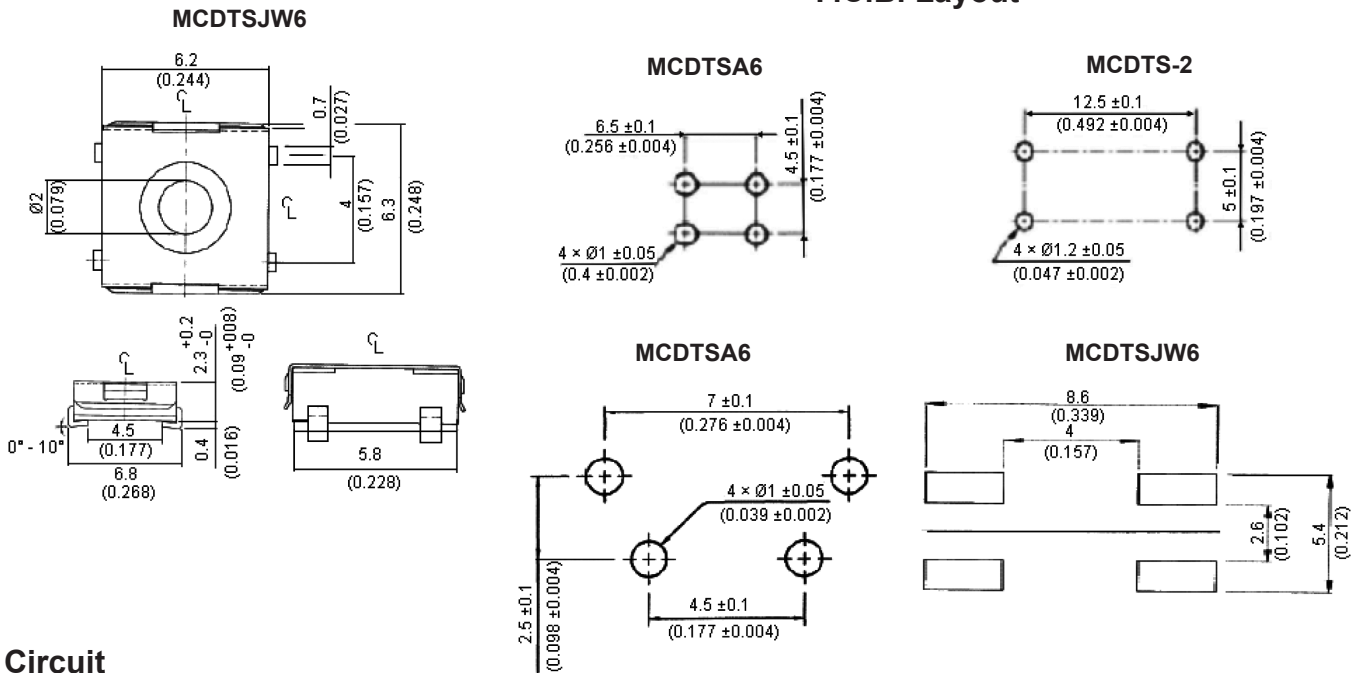 MCDTSJW6
6.2
(0.244)
C
L
0.7
(0.027)
Ø2
(0.079)
C
L
4
(0.157)
6.3
(0.248)
C
L
+0.2
2.3 -0
+008)
(0.09 -0
0° - 10°
4.5
(0.177)
6.8
(0.268)
0.4
(0.016)
C
L
5.8
(0.228)
Layout
MCDTSA6
6.5 ±0.1
(0.256 ±0.004)
4.5 ±0.1
(0.177 ±0.004)
4 × Ø1 ±0.05
(0.4 ±0.002)
MCDTS-2
12.5 ±0.1
(0.492 ±0.004)
5 ±0.1
(0.197 ±0.004)
4 × Ø1.2 ±0.05
(0.047 ±0.002)
MCDTSA6
7 ±0.1
(0.276 ±0.004)
4 × Ø1 ±0.05
(0.039 ±0.002)
2.5 ±0.1
(0.098 ±0.004)
4.5 ±0.1
(0.177 ±0.004)
MCDTSJW6
8.6
(0.339)
4
(0.157)
2.6
(0.102)
5.4
(0.212)
Circuit